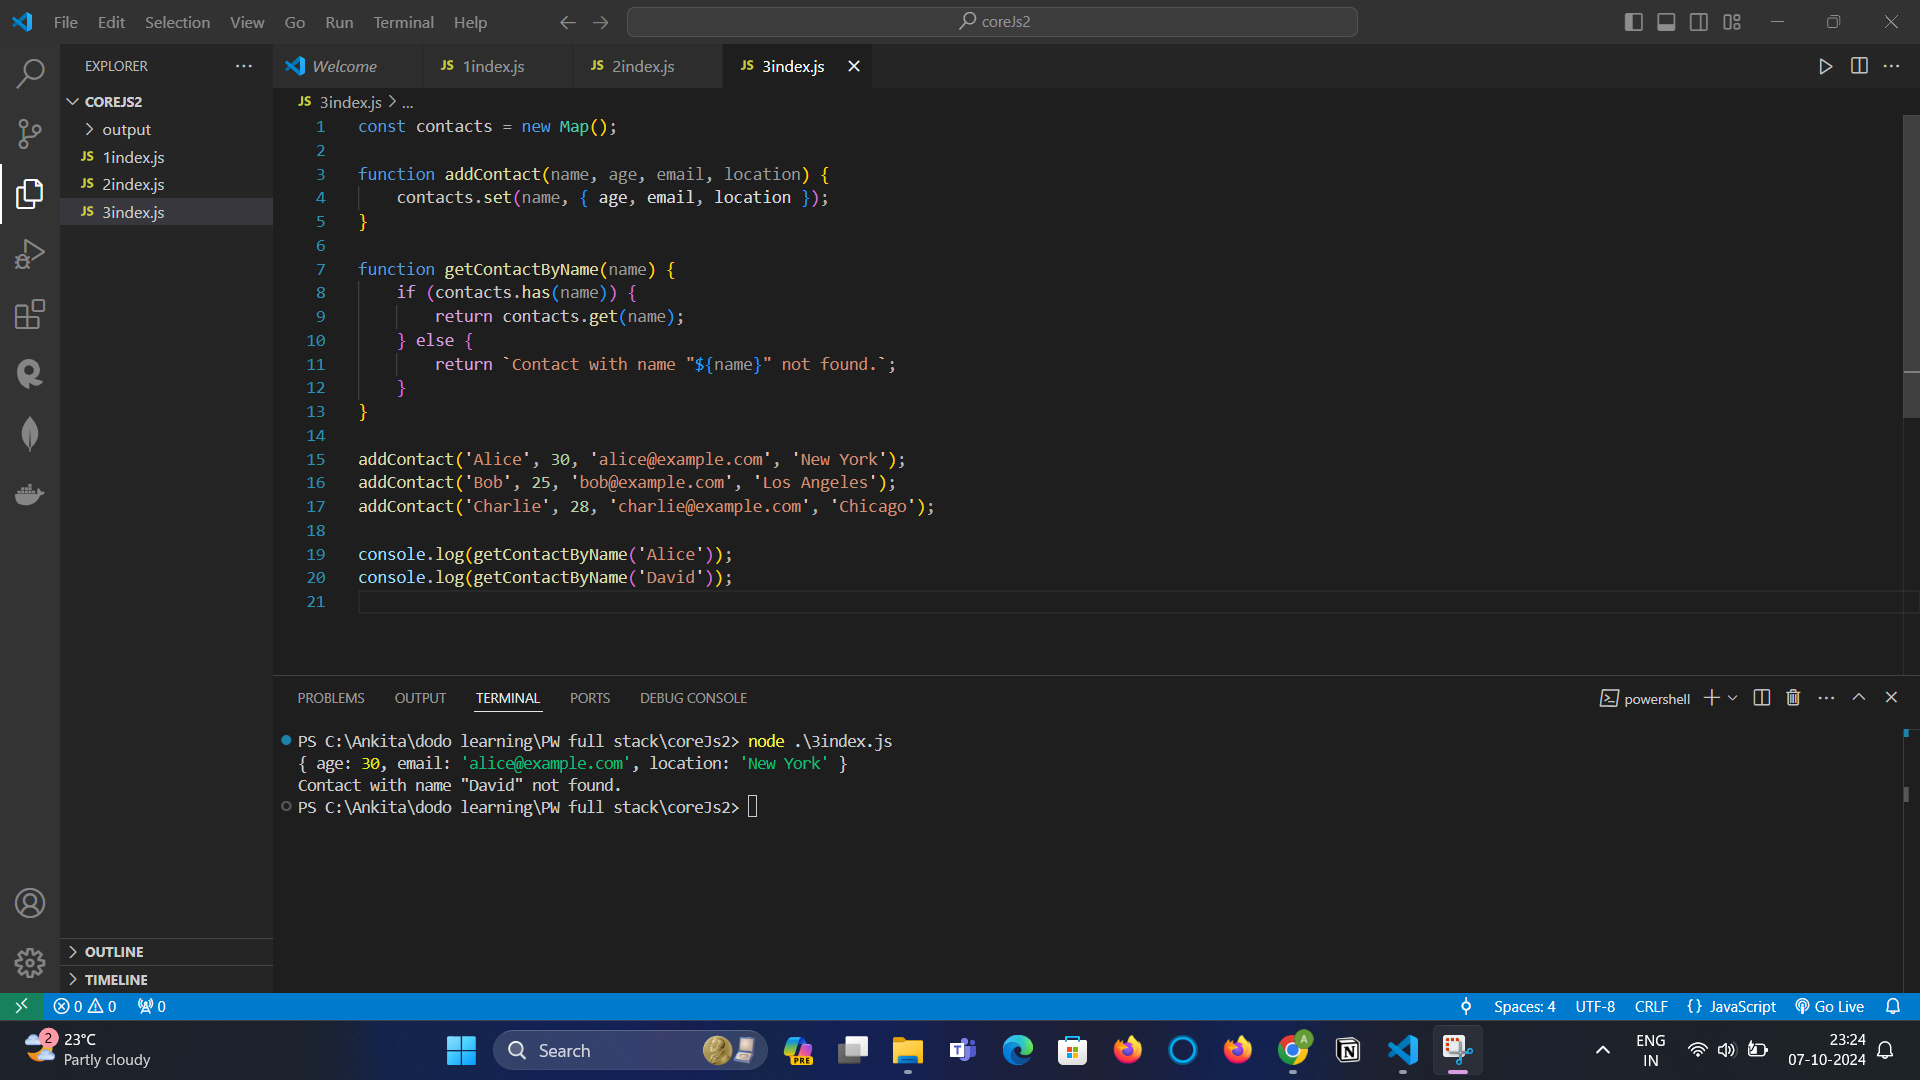 File Edit Selection View Go Run Terminal Help
coreJs2
EXPLORER
COREJS2
output
JS 1index.js
JS 2index.js
JS 3index.js
OUTLINE
TIMELINE
Welcome JS 1index.js JS 2index.js JS 3index.js
JS 3index.js > ...
1 const contacts = new Map();
2
3 function addContact(name, age, email, location) {
4     contacts.set(name, { age, email, location });
5 }
6
7 function getContactByName(name) {
8     if (contacts.has(name)) {
9         return contacts.get(name);
10     } else {
11         return `Contact with name "${name}" not found.`;
12     }
13 }
14
15 addContact('Alice', 30, 'alice@example.com', 'New York');
16 addContact('Bob', 25, 'bob@example.com', 'Los Angeles');
17 addContact('Charlie', 28, 'charlie@example.com', 'Chicago');
18
19 console.log(getContactByName('Alice'));
20 console.log(getContactByName('David'));
21
PROBLEMS OUTPUT TERMINAL PORTS DEBUG CONSOLE
powershell
PS C:\Ankita\dodo learning\PW full stack\coreJs2> node .\3index.js
{ age: 30, email: 'alice@example.com', location: 'New York' }
Contact with name "David" not found.
PS C:\Ankita\dodo learning\PW full stack\coreJs2>
0 0 0
Spaces: 4 UTF-8 CRLF {} JavaScript Go Live
2
23°C
Partly cloudy
Search
PRE
A
ENG
IN
23:24
07-10-2024